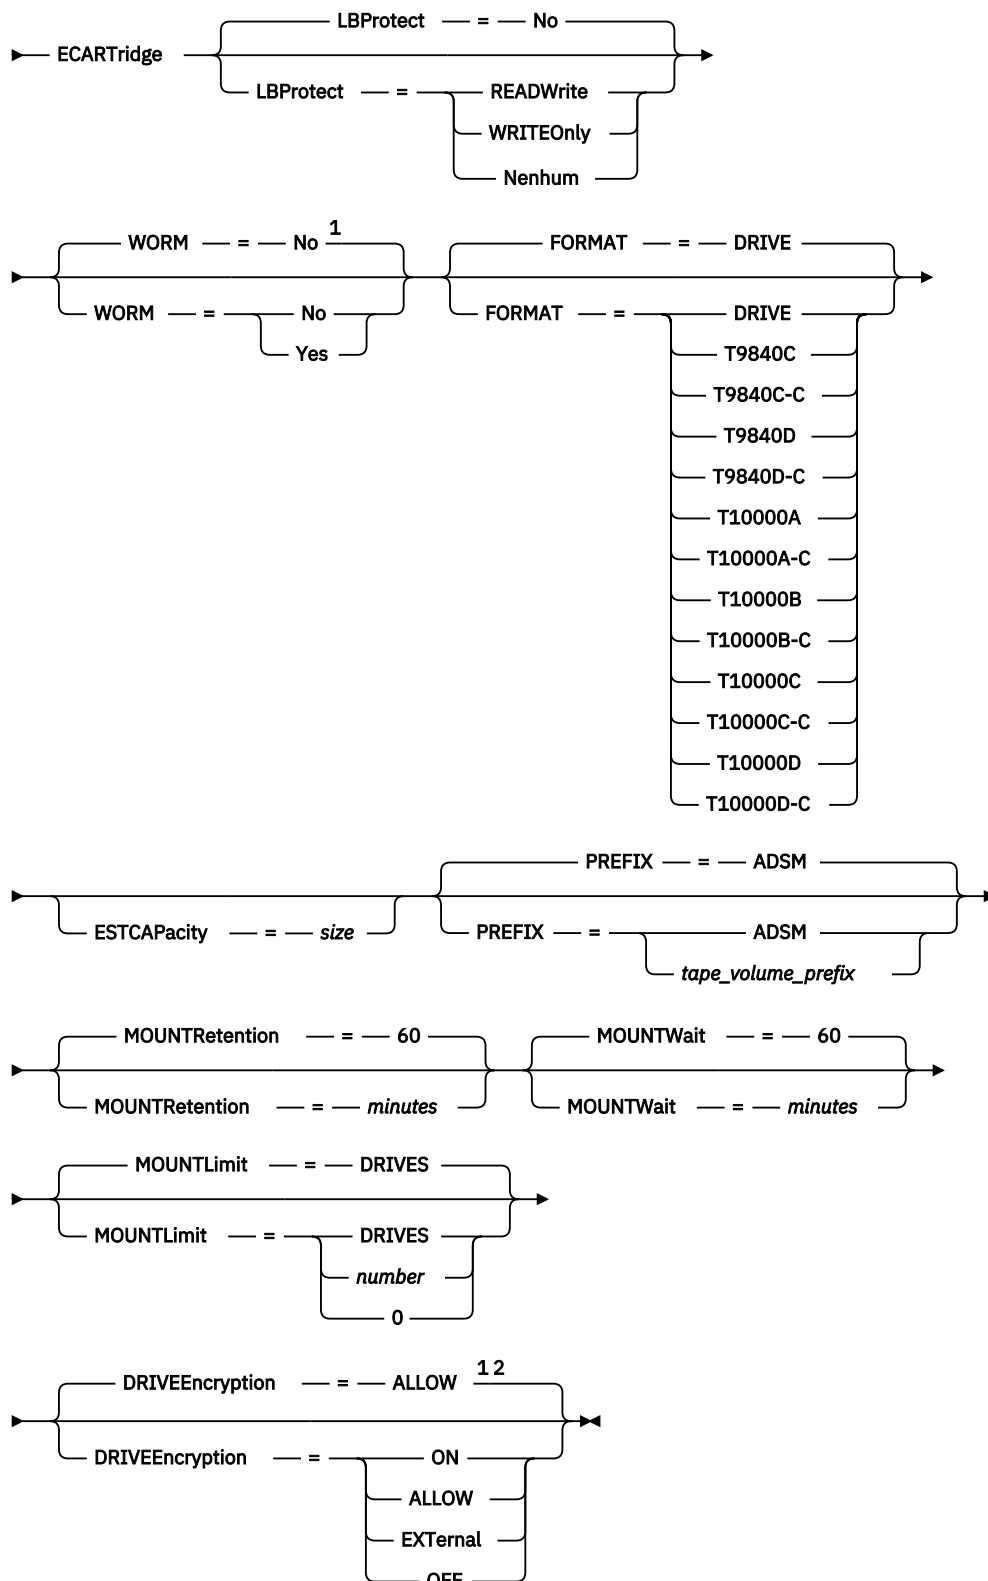 LBProtect = No
ECARTridge
LBProtect = READWrite
WRITEOnly
Nenhum
WORM = No 1
WORM = No
Yes
FORMAT = DRIVE
FORMAT = DRIVE
T9840C
T9840C-C
T9840D
T9840D-C
T10000A
T10000A-C
T10000B
T10000B-C
T10000C
T10000C-C
T10000D
T10000D-C
ESTCAPacity = size
PREFIX = ADSM
PREFIX = ADSM
tape_volume_prefix
MOUNTRetention = 60
MOUNTRetention = minutes
MOUNTWait = 60
MOUNTWait = minutes
MOUNTLimit = DRIVES
MOUNTLimit = DRIVES
number
0
DRIVEEncryption = ALLOW 1 2
DRIVEEncryption = ON
ALLOW
EXTernal
OFF